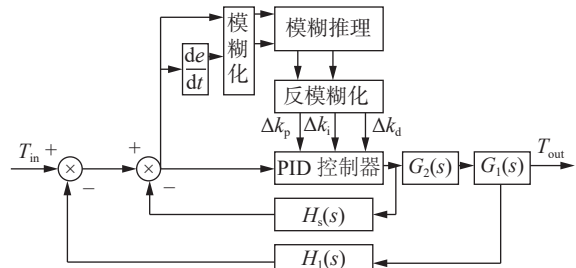 模糊化
模糊推理
de/dt
反模糊化
Δk_p Δk_i Δk_d
T_in + − + −
PID 控制器
G_2(s)
G_1(s)
T_out
H_s(s)
H_1(s)